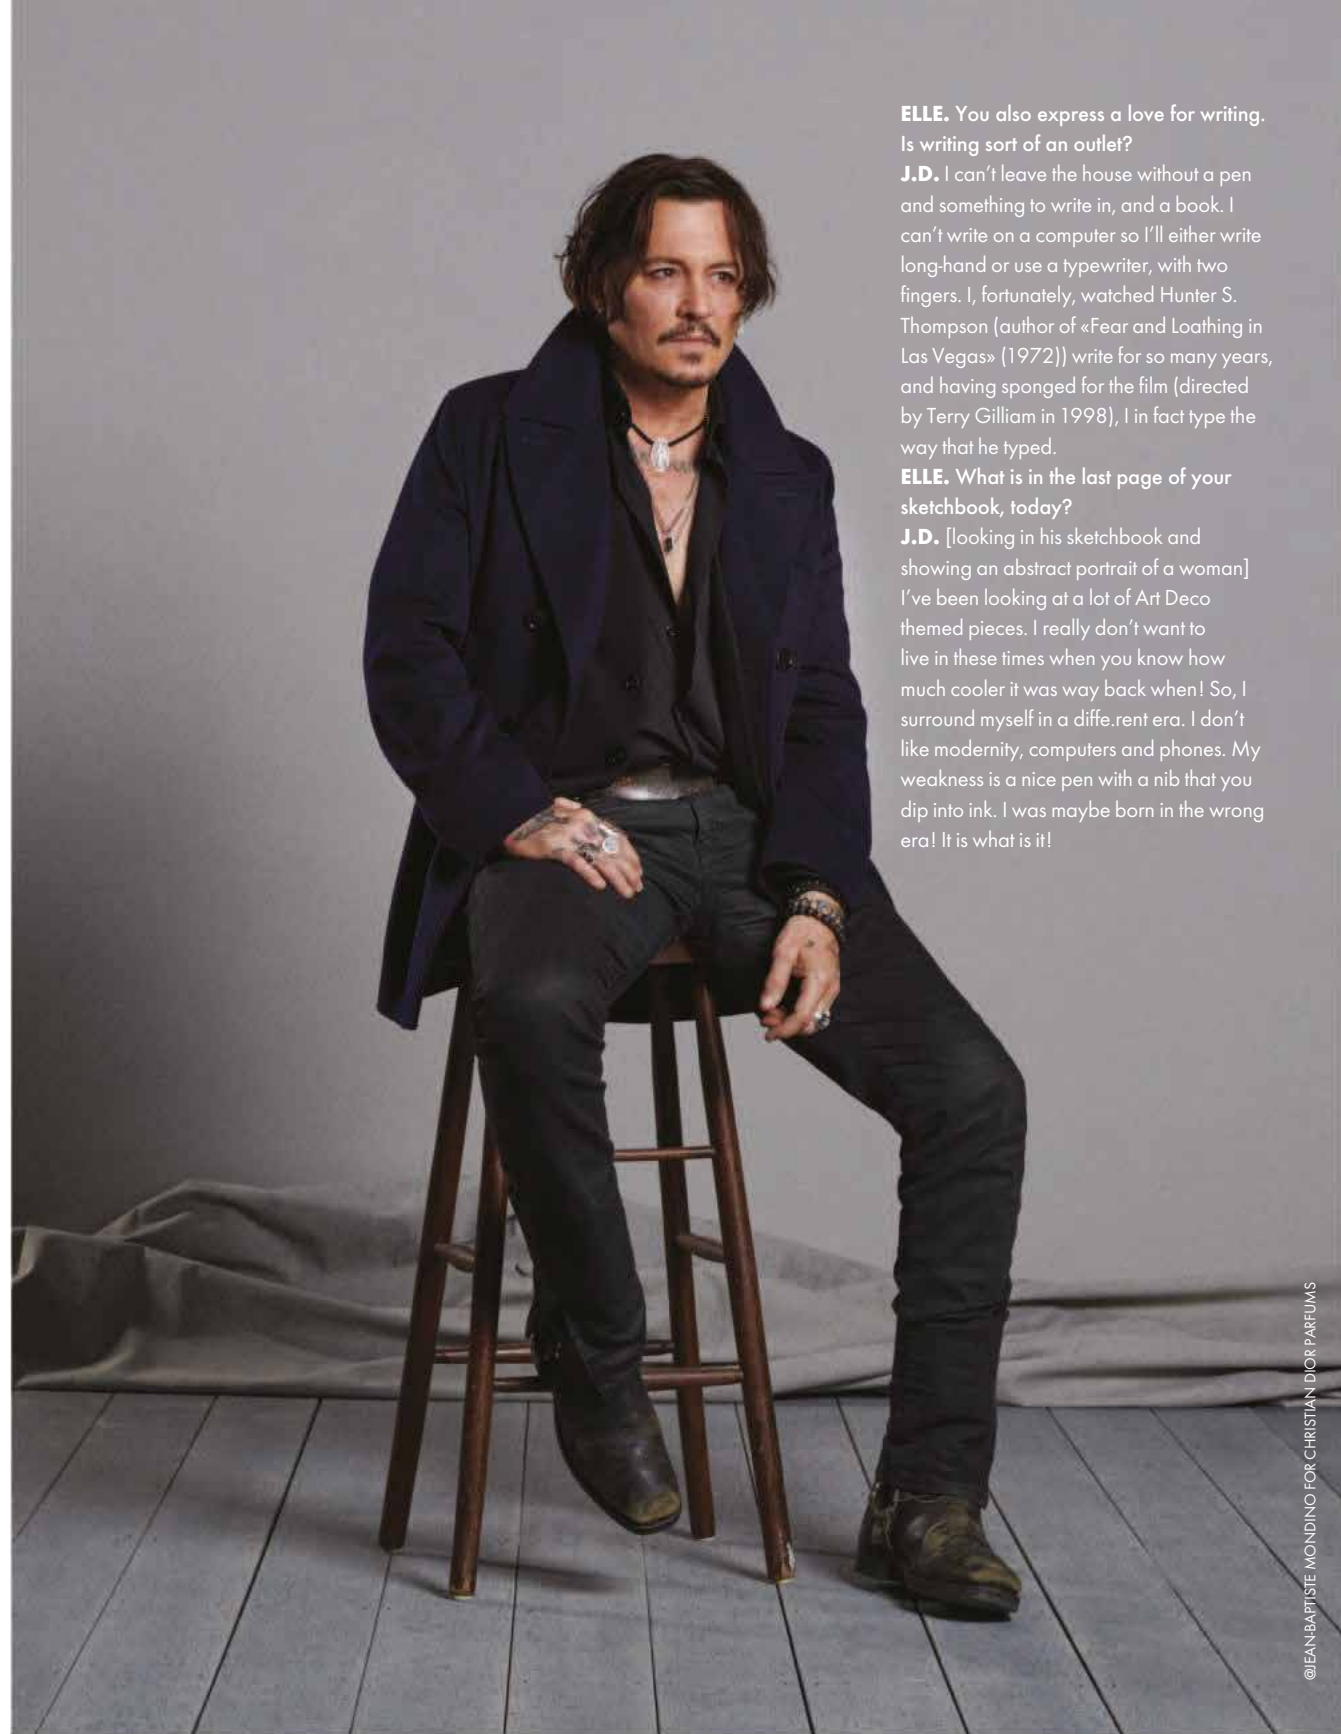 ELLE. You also express a love for writing.
Is writing sort of an outlet?
J.D. I can't leave the house without a pen
and something to write in, and a book. I
can't write on a computer so I'll either write
long-hand or use a typewriter, with two
fingers. I, fortunately, watched Hunter S.
Thompson (author of «Fear and Loathing in
Las Vegas» (1972)) write for so many years,
and having sponged for the film (directed
by Terry Gilliam in 1998), I in fact type the
way that he typed.
ELLE. What is in the last page of your
sketchbook, today?
J.D. [looking in his sketchbook and
showing an abstract portrait of a woman]
I've been looking at a lot of Art Deco
themed pieces. I really don't want to
live in these times when you know how
much cooler it was way back when! So, I
surround myself in a diffe.rent era. I don't
like modernity, computers and phones. My
weakness is a nice pen with a nib that you
dip into ink. I was maybe born in the wrong
era! It is what is it!
@JEAN-BAPTISTE MONDINO FOR CHRISTIAN DIOR PARFUMS